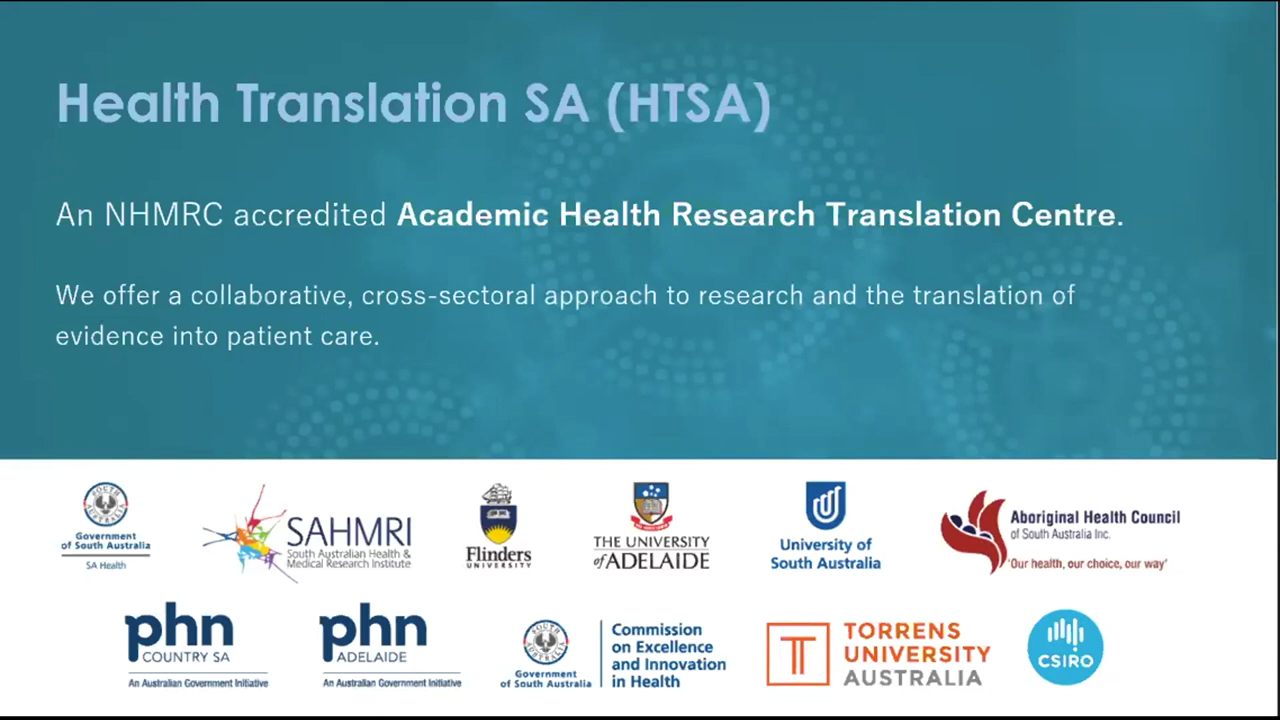 Health Translation SA (HTSA)
An NHMRC accredited Academic Health Research Translation Centre.
We offer a collaborative, cross-sectoral approach to research and the translation of
evidence into patient care.
SOUTH AUSTRALIA
Government
of South Australia
SA Health
SAHMRI
South Australian Health &
Medical Research Institute
Flinders
UNIVERSITY
THE UNIVERSITY
of ADELAIDE
University of
South Australia
Aboriginal Health Council
of South Australia Inc.
'Our health, our choice, our way'
phn
COUNTRY SA
An Australian Government Initiative
phn
ADELAIDE
An Australian Government Initiative
SOUTH AUSTRALIA
Government
of South Australia
Commission
on Excellence
and Innovation
in Health
TORRENS
UNIVERSITY
AUSTRALIA
CSIRO